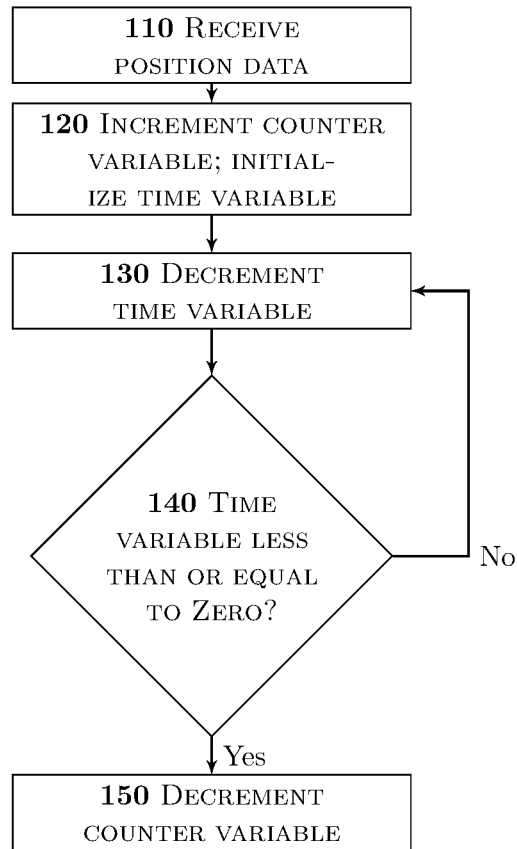 110 Receive
position data
120 Increment counter
variable; initial-
ize time variable
130 Decrement
time variable
140 Time
variable less
than or equal
to Zero?
No
Yes
150 Decrement
counter variable